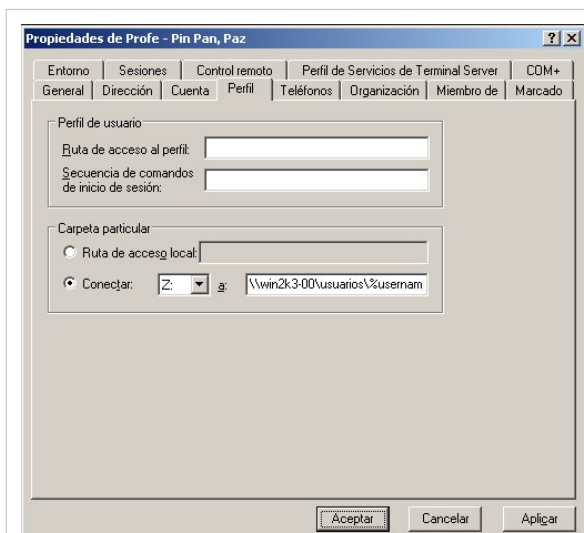 Propiedades de Profe - Pin Pan, Paz
Entorno Sesiones Control remoto Perfil de Servicios de Terminal Server COM+
General Dirección Cuenta Perfil Teléfonos Organización Miembro de Marcado
Perfil de usuario
Ruta de acceso al perfil:
Secuencia de comandos
de inicio de sesión:
Carpeta particular
Ruta de acceso local:
Conectar: Z: a: \\win2k3-00\usuarios\%usernam
Aceptar Cancelar Aplicar